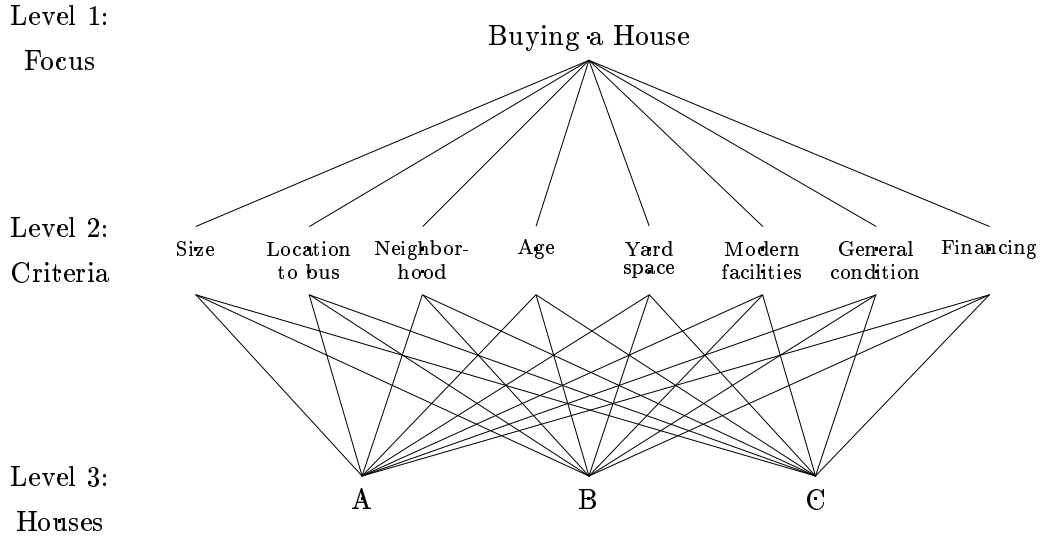 Level 1:
Focus
Buying a House
Level 2:
Criteria
Size
Location
to bus
Neighbor-
hood
Age
Yard
space
Modern
facilities
General
condition
Financing
Level 3:
Houses
A
B
C